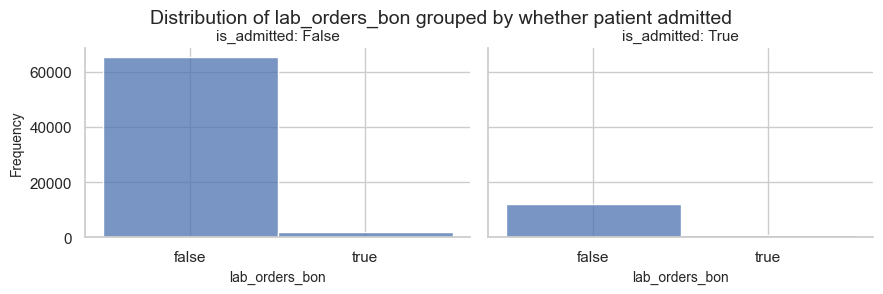 Distribution of lab_orders_bon grouped by whether patient admitted
is_admitted: False
is_admitted: True
Frequency
60000
40000
20000
0
false
true
false
true
lab_orders_bon
lab_orders_bon